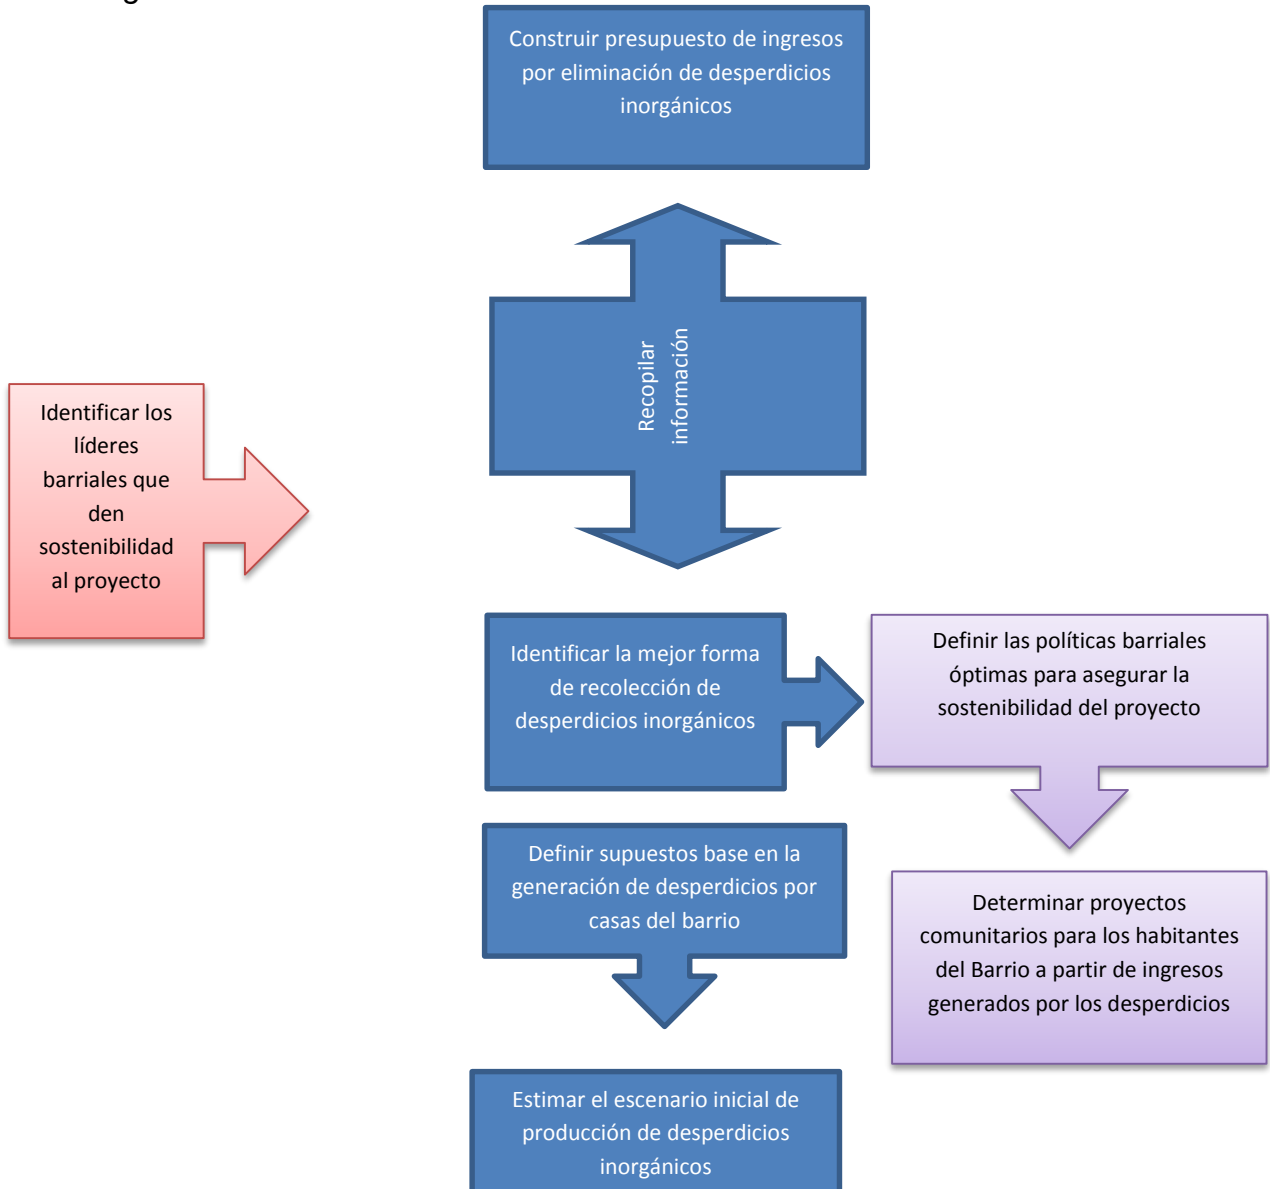 Construir presupuesto de ingresos
por eliminación de desperdicios
inorgánicos
Recopilar
información
Identificar los
líderes
barriales que
den
sostenibilidad
al proyecto
Identificar la mejor forma
de recolección de
desperdicios inorgánicos
Definir las políticas barriales
óptimas para asegurar la
sostenibilidad del proyecto
Definir supuestos base en la
generación de desperdicios por
casas del barrio
Determinar proyectos
comunitarios para los habitantes
del Barrio a partir de ingresos
generados por los desperdicios
Estimar el escenario inicial de
producción de desperdicios
inorgánicos